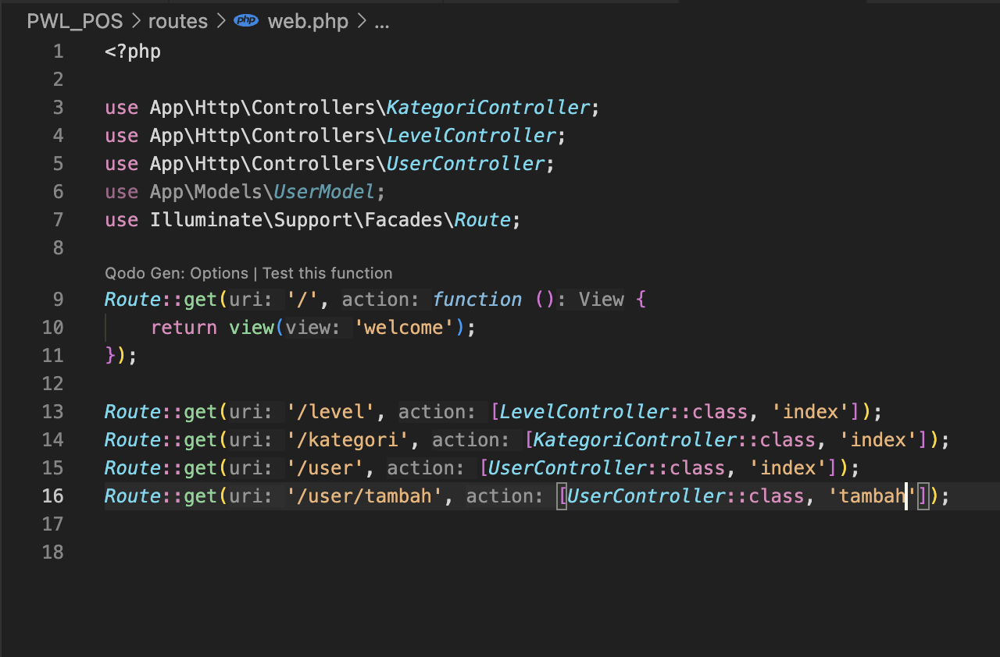 PWL_POS > routes > php web.php > ...
1 <?php
2
3 use App\Http\Controllers\KategoriController;
4 use App\Http\Controllers\LevelController;
5 use App\Http\Controllers\UserController;
6 use App\Models\UserModel;
7 use Illuminate\Support\Facades\Route;
8
Qodo Gen: Options | Test this function
9 Route::get(uri: '/', action: function (): View {
10     return view(view: 'welcome');
11 });
12
13 Route::get(uri: '/level', action: [LevelController::class, 'index']);
14 Route::get(uri: '/kategori', action: [KategoriController::class, 'index']);
15 Route::get(uri: '/user', action: [UserController::class, 'index']);
16 Route::get(uri: '/user/tambah', action: [UserController::class, 'tambah']);
17
18